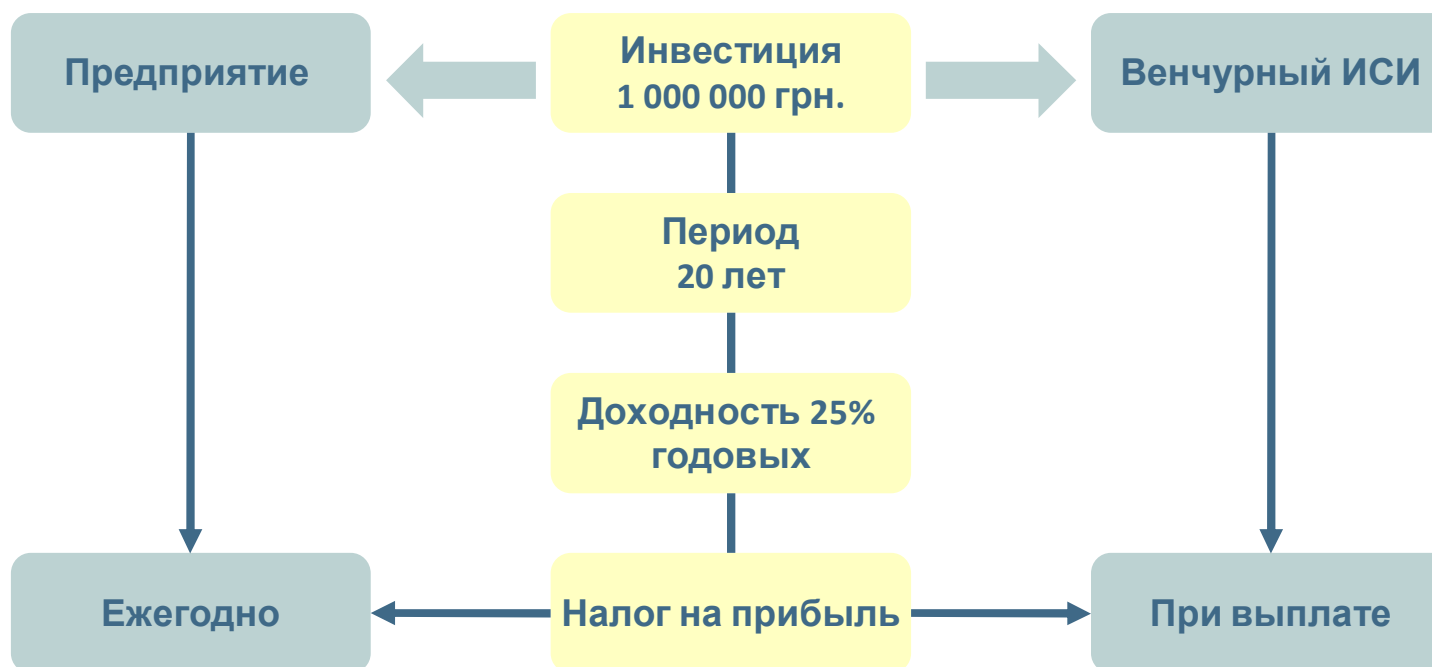 Предприятие
Инвестиция
1 000 000 грн.
Венчурный ИСИ
Период
20 лет
Доходность 25%
годовых
Ежегодно
Налог на прибыль
При выплате